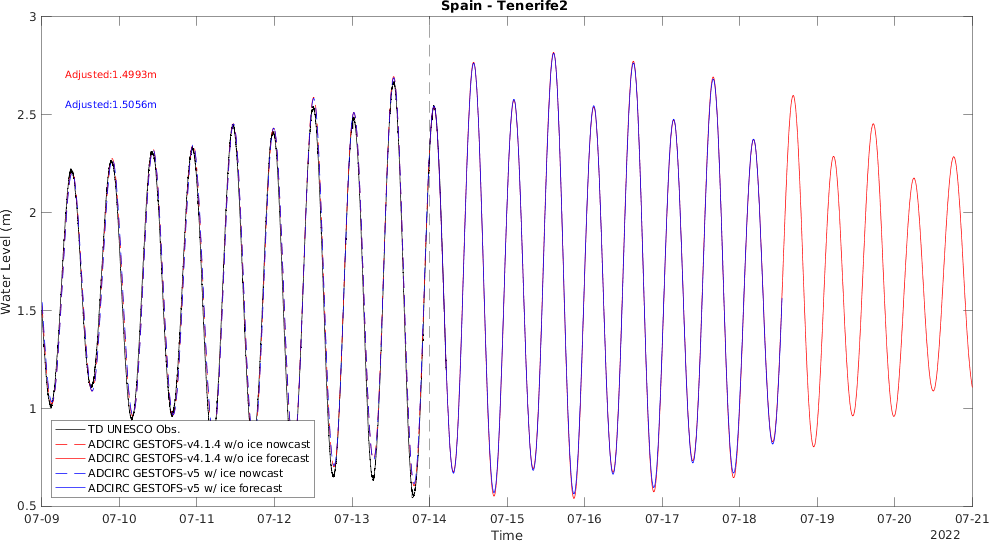 Spain - Tenerife2
3
2.5
2
1.5
1
0.5
Water Level (m)
Adjusted:1.4993m
Adjusted:1.5056m
TD UNESCO Obs.
ADCIRC GESTOFS-v4.1.4 w/o ice nowcast
ADCIRC GESTOFS-v4.1.4 w/o ice forecast
ADCIRC GESTOFS-v5 w/ ice nowcast
ADCIRC GESTOFS-v5 w/ ice forecast
07-09 07-10 07-11 07-12 07-13 07-14 07-15 07-16 07-17 07-18 07-19 07-20 07-21
Time
2022